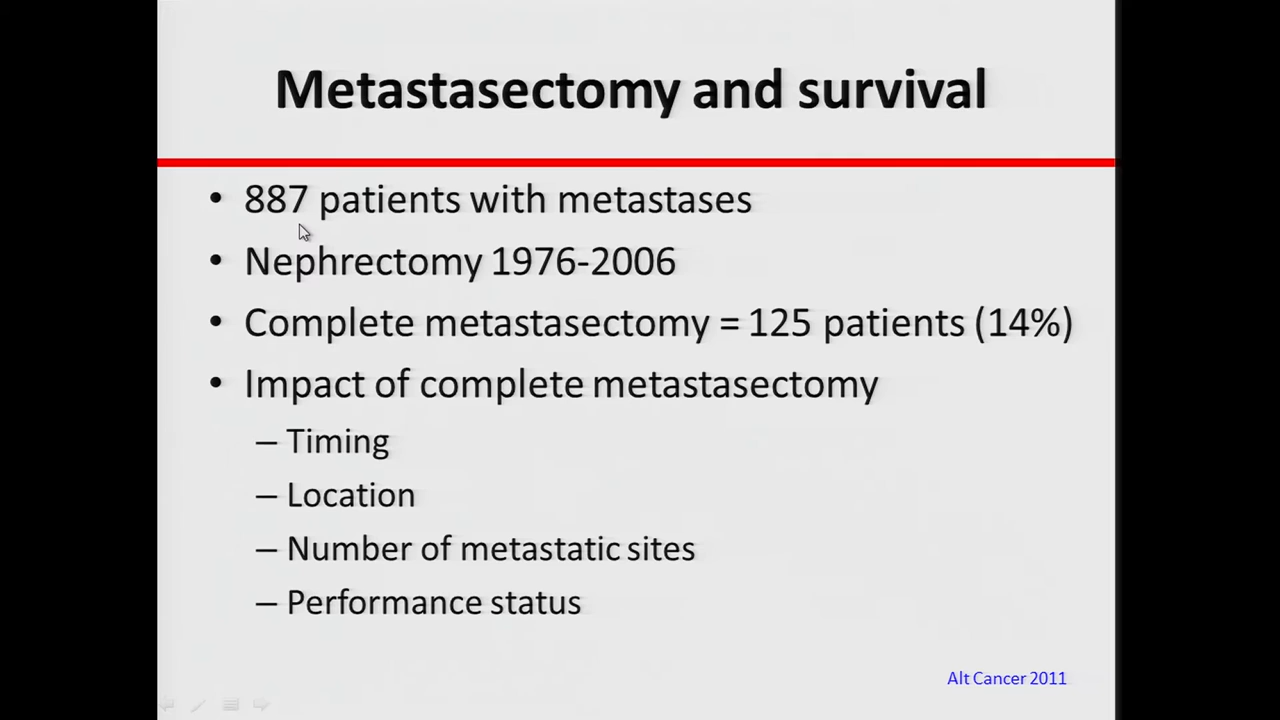 Metastasectomy and survival
• 887 patients with metastases
• Nephrectomy 1976-2006
• Complete metastasectomy = 125 patients (14%)
• Impact of complete metastasectomy
– Timing
– Location
– Number of metastatic sites
– Performance status
Alt Cancer 2011